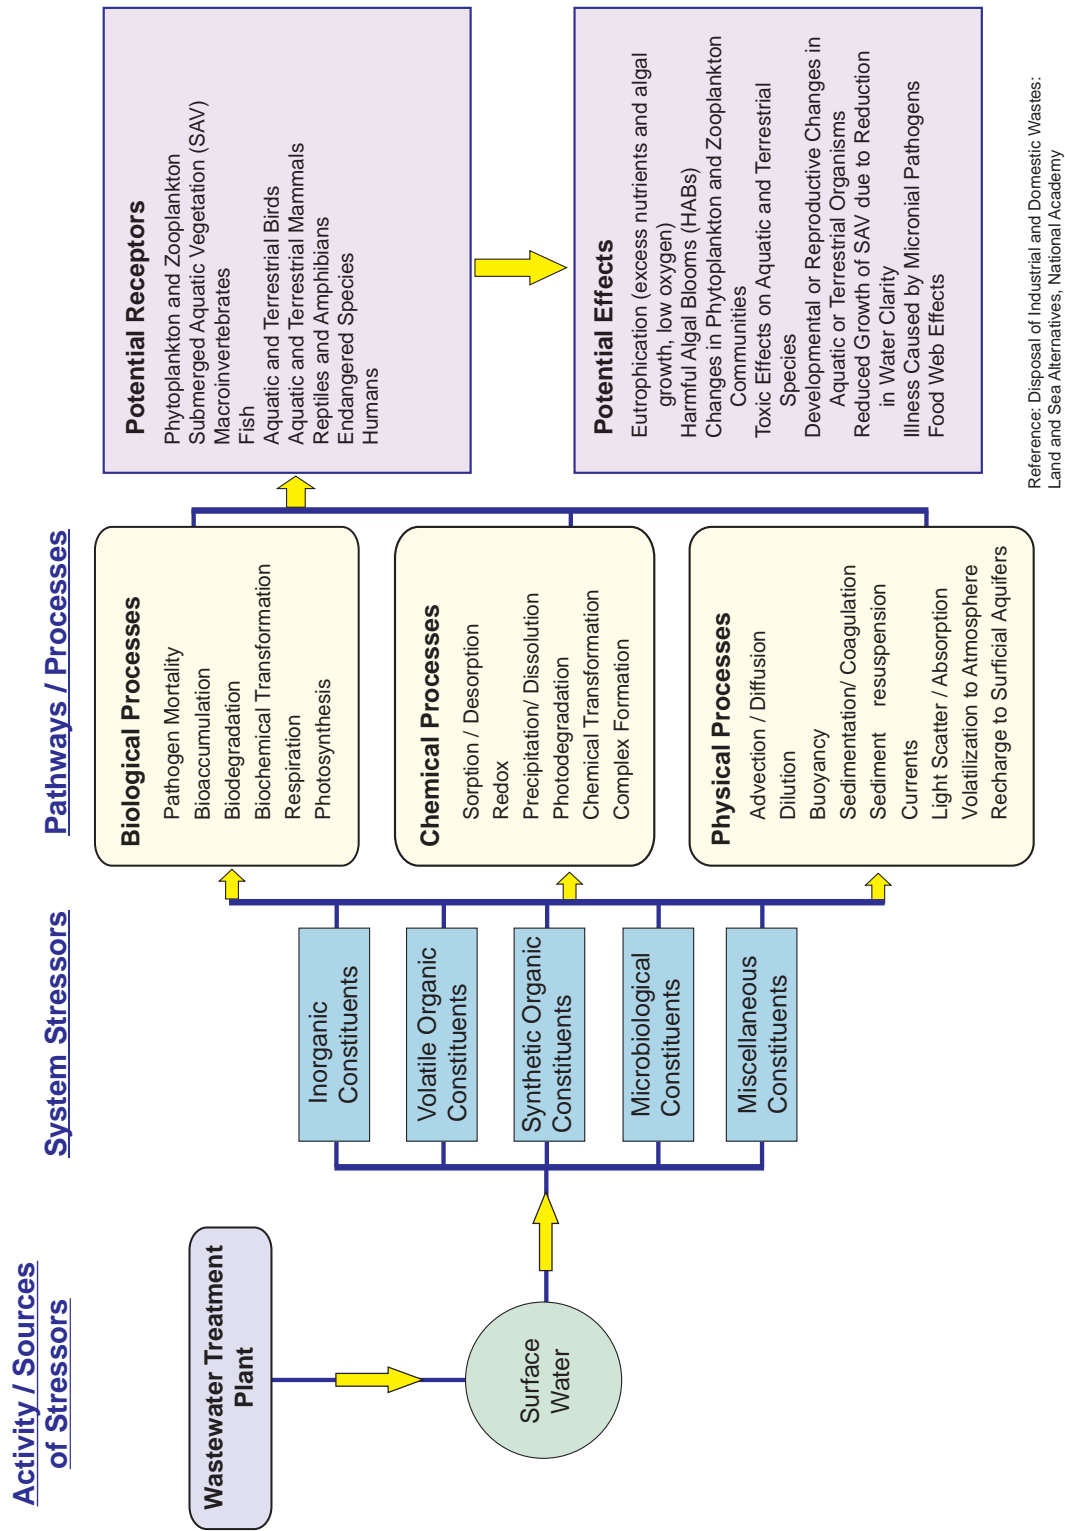 Activity / Sources
of Stressors
System Stressors
Pathways / Processes
Wastewater Treatment
Plant
Surface
Water
Inorganic
Constituents
Volatile Organic
Constituents
Synthetic Organic
Constituents
Microbiological
Constituents
Miscellaneous
Constituents
Biological Processes
Pathogen Mortality
Bioaccumulation
Biodegradation
Biochemical Transformation
Respiration
Photosynthesis
Chemical Processes
Sorption / Desorption
Redox
Precipitation/ Dissolution
Photodegradation
Chemical Transformation
Complex Formation
Physical Processes
Advection / Diffusion
Dilution
Buoyancy
Sedimentation/ Coagulation
Sediment resuspension
Currents
Light Scatter / Absorption
Volatilization to Atmosphere
Recharge to Surficial Aquifers
Potential Receptors
Phytoplankton and Zooplankton
Submerged Aquatic Vegetation (SAV)
Macroinvertebrates
Fish
Aquatic and Terrestrial Birds
Aquatic and Terrestrial Mammals
Reptiles and Amphibians
Endangered Species
Humans
Potential Effects
Eutrophication (excess nutrients and algal
growth, low oxygen)
Harmful Algal Blooms (HABs)
Changes in Phytoplankton and Zooplankton
Communities
Toxic Effects on Aquatic and Terrestrial
Species
Developmental or Reproductive Changes in
Aquatic or Terrestrial Organisms
Reduced Growth of SAV due to Reduction
in Water Clarity
Illness Caused by Micronial Pathogens
Food Web Effects
Reference: Disposal of Industrial and Domestic Wastes:
Land and Sea Alternatives, National Academy